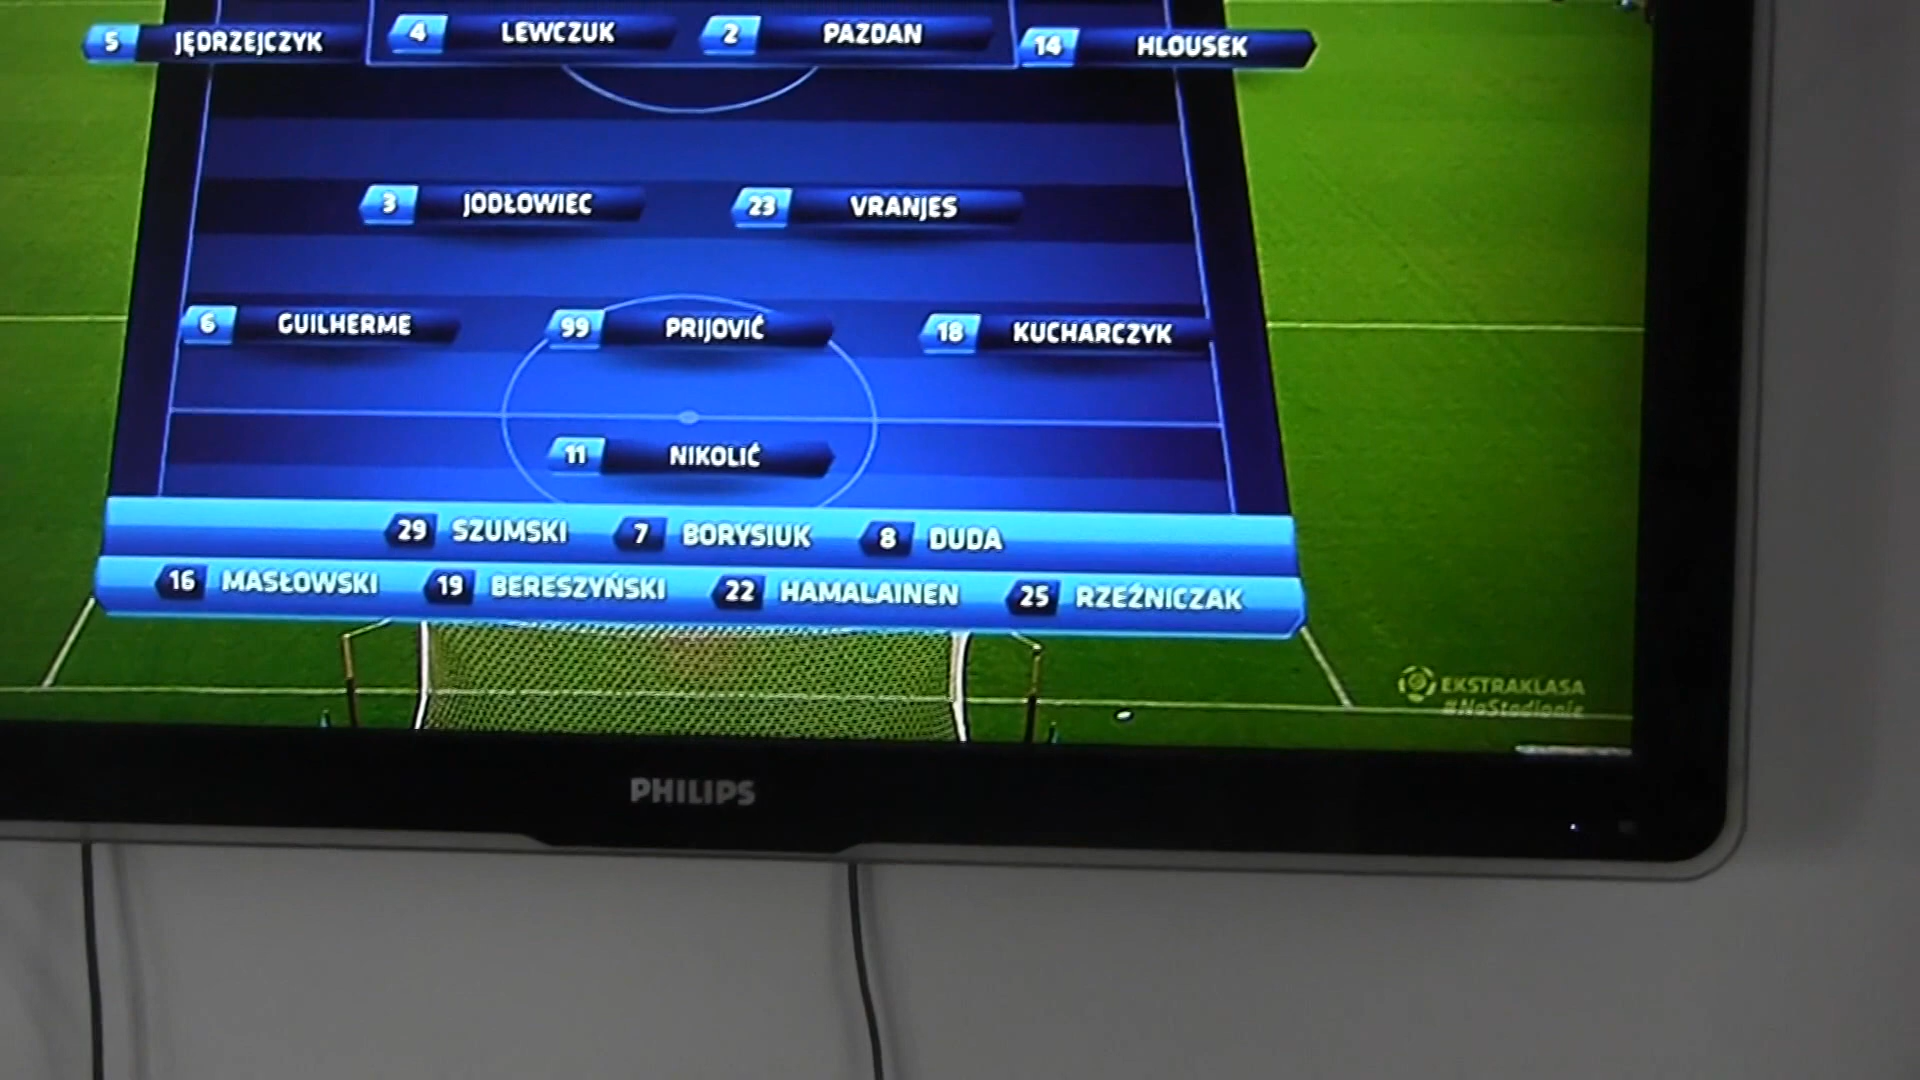 5 JĘDRZEJCZYK 4 LEWCZUK 2 PAZDAN 14 HLOUSEK
3 JODŁOWIEC 23 VRANJES
6 GUILHERME 99 PRIJOVIĆ 18 KUCHARCZYK
11 NIKOLIĆ
29 SZUMSKI 7 BORYSIUK 8 DUDA
16 MASŁOWSKI 19 BERESZYŃSKI 22 HAMALAINEN 25 RZEŹNICZAK
EKSTRAKLASA
#NaStadionie
PHILIPS